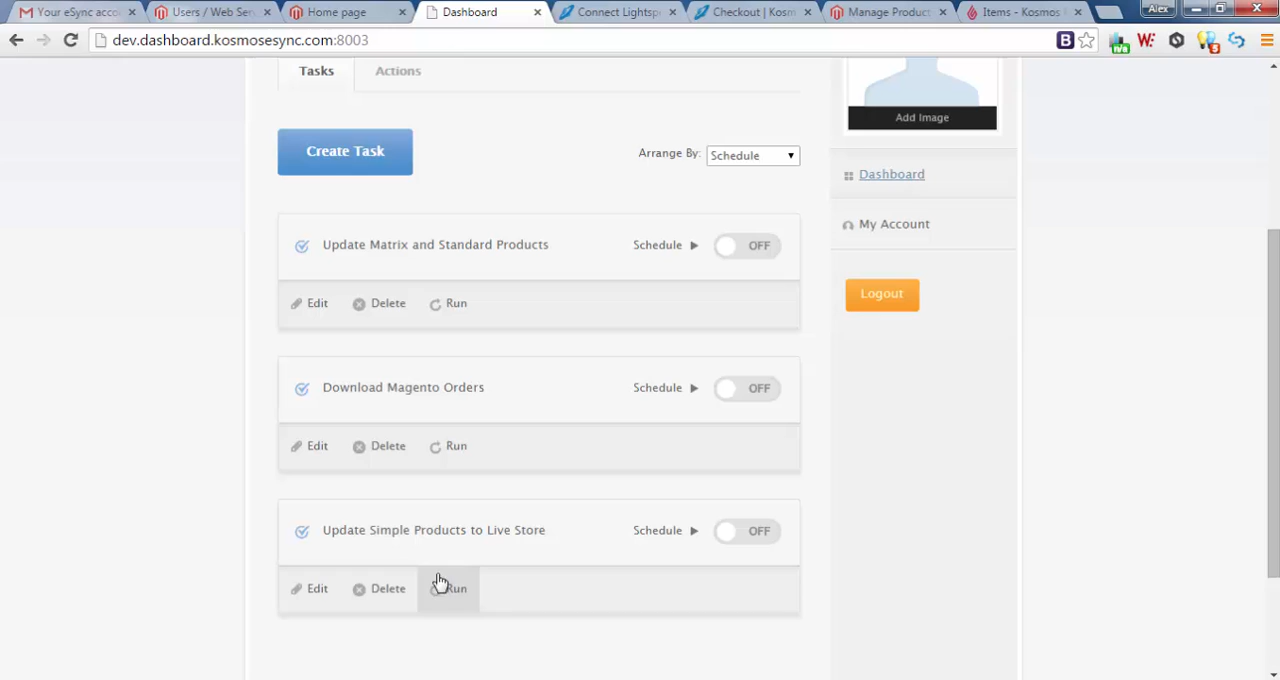 Your eSync acco
Users / Web Serv
Home page
Dashboard
Connect Lightsp
Checkout | Kosm
Manage Product
Items - Kosmos
Alex
dev.dashboard.kosmosesync.com:8003
Tasks
Actions
Add Image
Create Task
Arrange By:
Schedule
Dashboard
My Account
Logout
Update Matrix and Standard Products
Schedule
OFF
Edit
Delete
Run
Download Magento Orders
Schedule
OFF
Edit
Delete
Run
Update Simple Products to Live Store
Schedule
OFF
Edit
Delete
Run